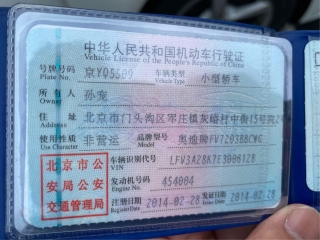 中华人民共和国机动车行驶证
Vehicle License of the People's Republic of China
号牌号码 京Y05509 车辆类型 小型轿车
Plate No. Vehicle Type
所有人 孙宠
Owner
住址 北京市门头沟区军庄镇灰峪村中街15号院2
Address
使用性质 非营运 品牌型号 奥迪牌FV7203BBCWG
Use Character Model
北京市公安局公安交通管理局
车辆识别代号 LFV3A28K7E3006128
VIN
发动机号码 454004
Engine No.
注册日期 2014-02-28 发证日期 2014-02-28
Register Date Issue Date